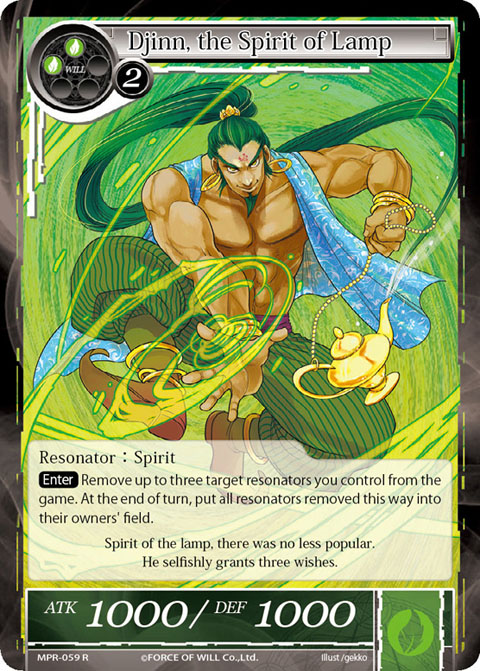 Djinn, the Spirit of Lamp
WILL
2
Resonator : Spirit
Enter Remove up to three target resonators you control from the
game. At the end of turn, put all resonators removed this way into
their owners' field.
Spirit of the lamp, there was no less popular.
He selfishly grants three wishes.
ATK 1000 / DEF 1000
MPR-059 R ©FORCE OF WILL Co.,Ltd. Illust/gekko